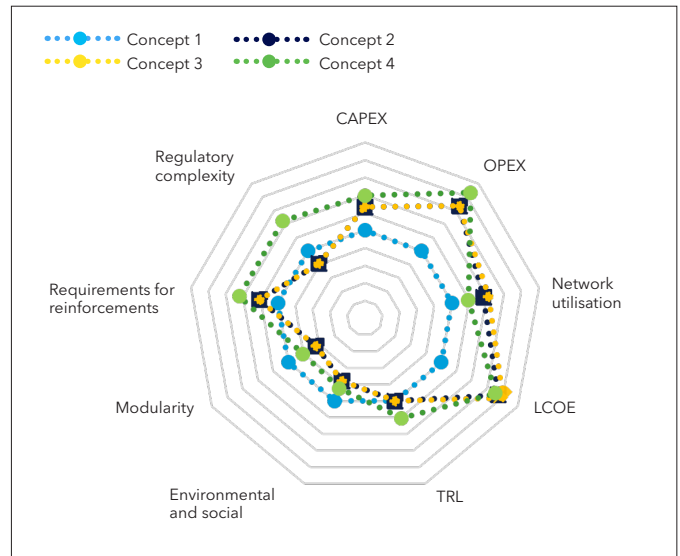 Concept 1
Concept 2
Concept 3
Concept 4
CAPEX
Regulatory
complexity
OPEX
Requirements for
reinforcements
Network
utilisation
Modularity
LCOE
Environmental
and social
TRL